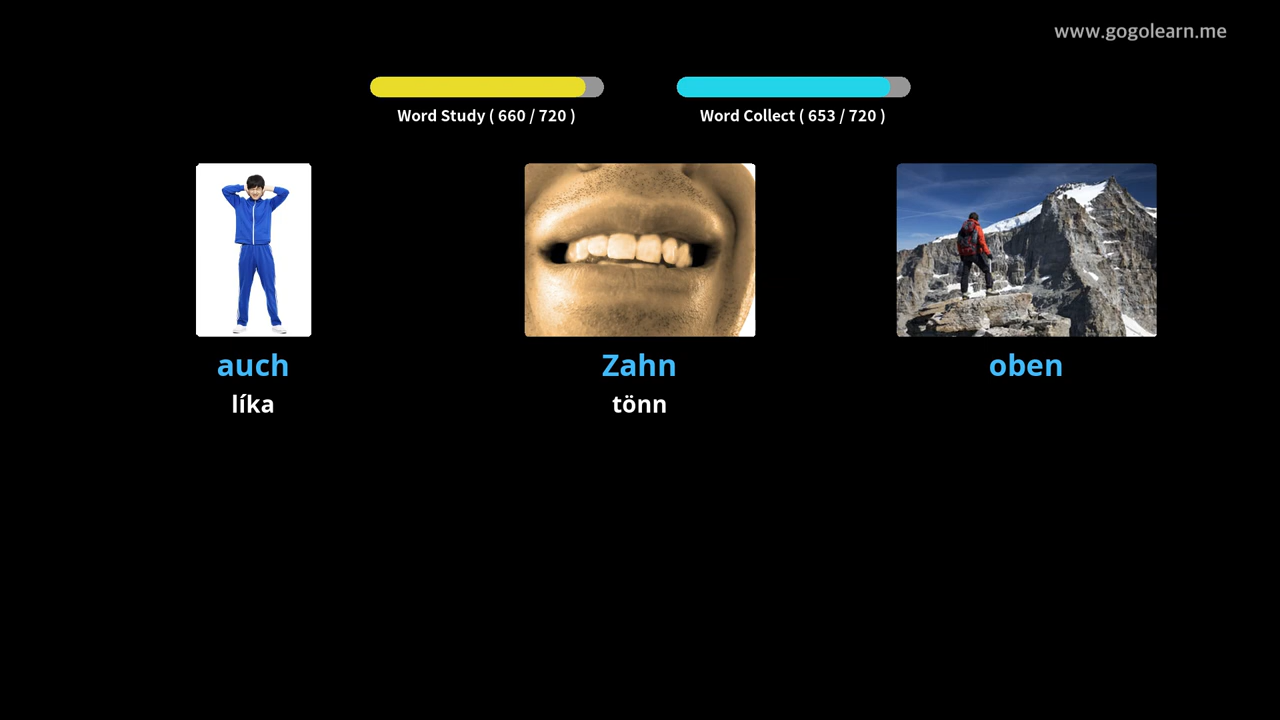 www.gogolearn.me
Word Study ( 660 / 720 )
Word Collect ( 653 / 720 )
auch
líka
Zahn
tönn
oben